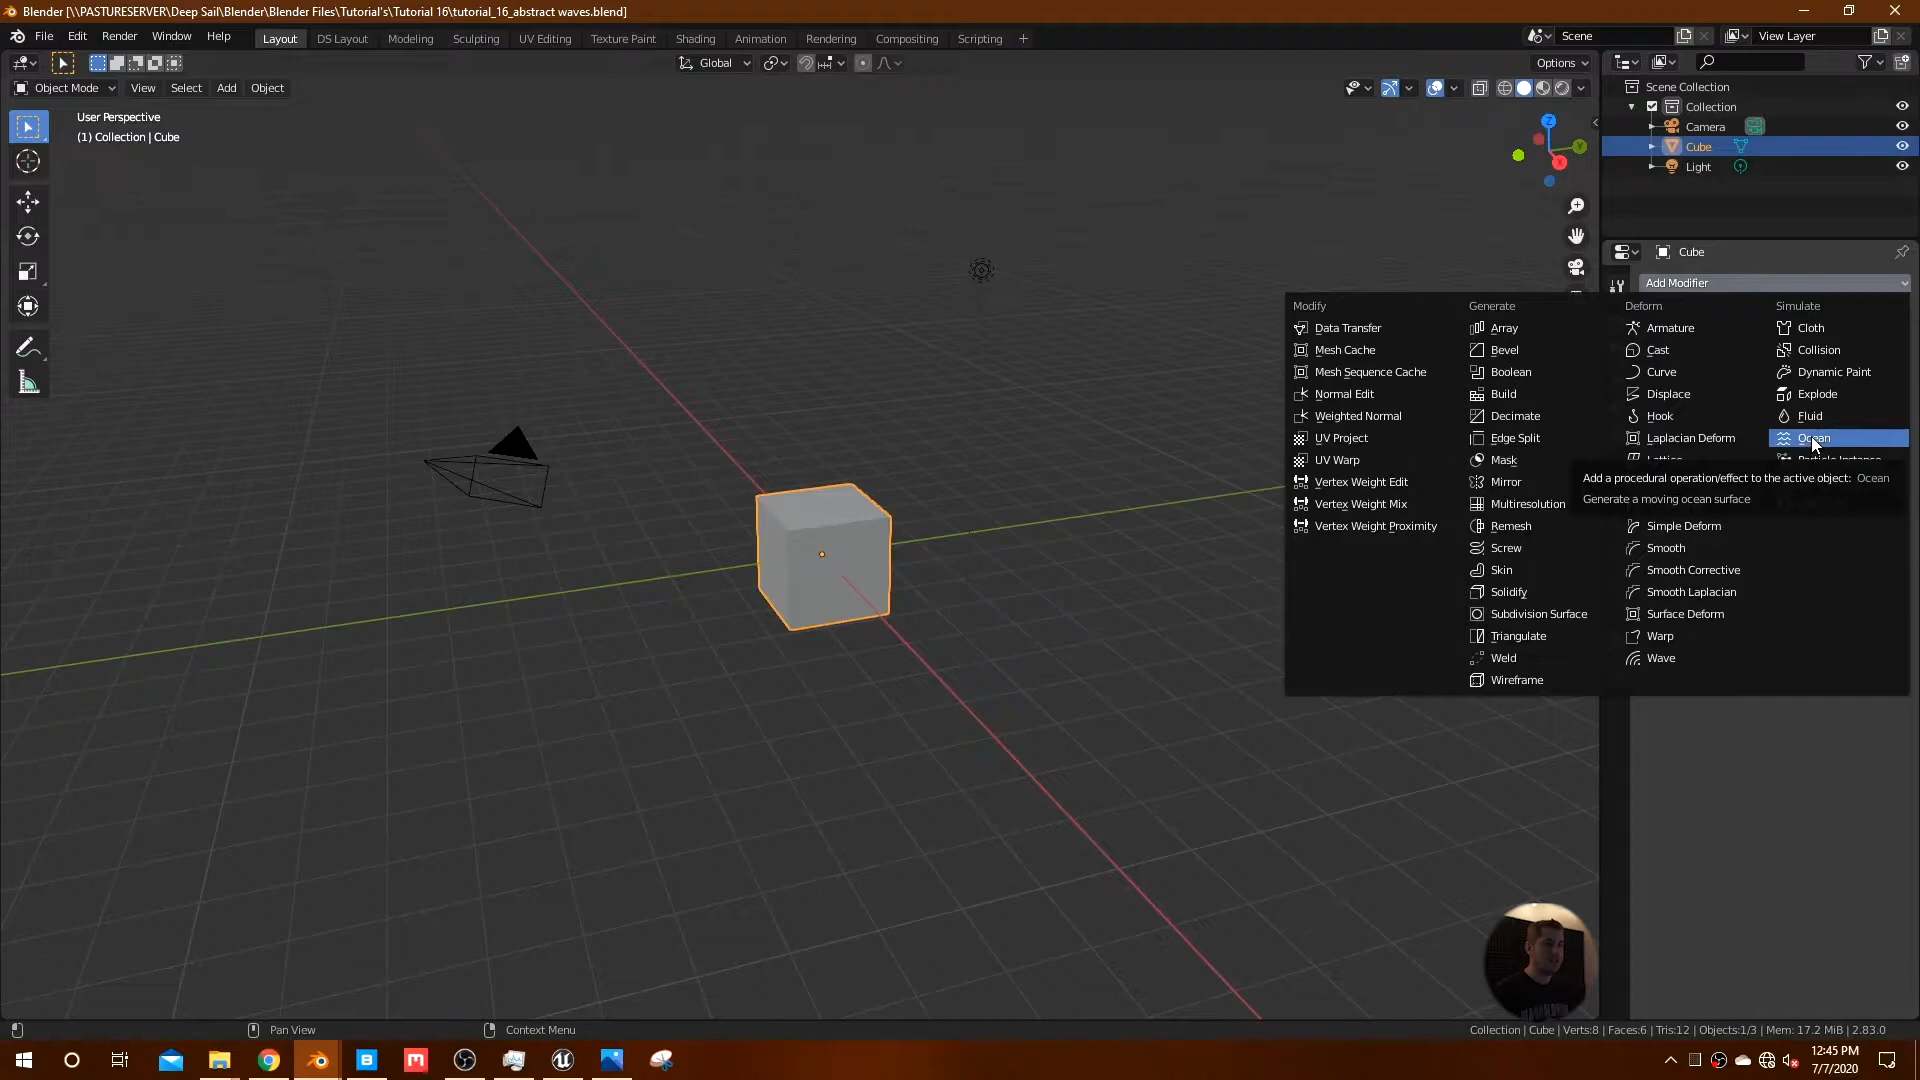 Blender [\\PASTURESERVER\Deep Sail\Blender\Blender Files\Tutorial's\Tutorial 16\tutorial_16_abstract waves.blend]
File Edit Render Window Help Layout DS Layout Modeling Sculpting UV Editing Texture Paint Shading Animation Rendering Compositing Scripting + Scene View Layer
Global Options
Object Mode View Select Add Object
User Perspective
(1) Collection | Cube
Scene Collection
Collection
Camera
Cube
Light
Cube
Add Modifier
Modify
Data Transfer
Mesh Cache
Mesh Sequence Cache
Normal Edit
Weighted Normal
UV Project
UV Warp
Vertex Weight Edit
Vertex Weight Mix
Vertex Weight Proximity
Generate
Array
Bevel
Boolean
Build
Decimate
Edge Split
Mask
Mirror
Multiresolution
Remesh
Screw
Skin
Solidify
Subdivision Surface
Triangulate
Weld
Wireframe
Deform
Armature
Cast
Curve
Displace
Hook
Laplacian Deform
Lattice
Simple Deform
Smooth
Smooth Corrective
Smooth Laplacian
Surface Deform
Warp
Wave
Simulate
Cloth
Collision
Dynamic Paint
Explode
Fluid
Ocean
Particle Instance
Add a procedural operation/effect to the active object: Ocean
Generate a moving ocean surface
Z
Y
X
Pan View
Context Menu
Collection | Cube | Verts:8 | Faces:6 | Tris:12 | Objects:1/3 | Mem: 17.2 MiB | 2.83.0
12:45 PM
7/7/2020